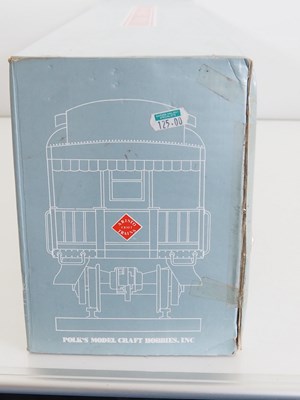 125.00
ARISTO
CRAFT
TRAINS
POLK'S MODEL CRAFT HOBBIES, INC